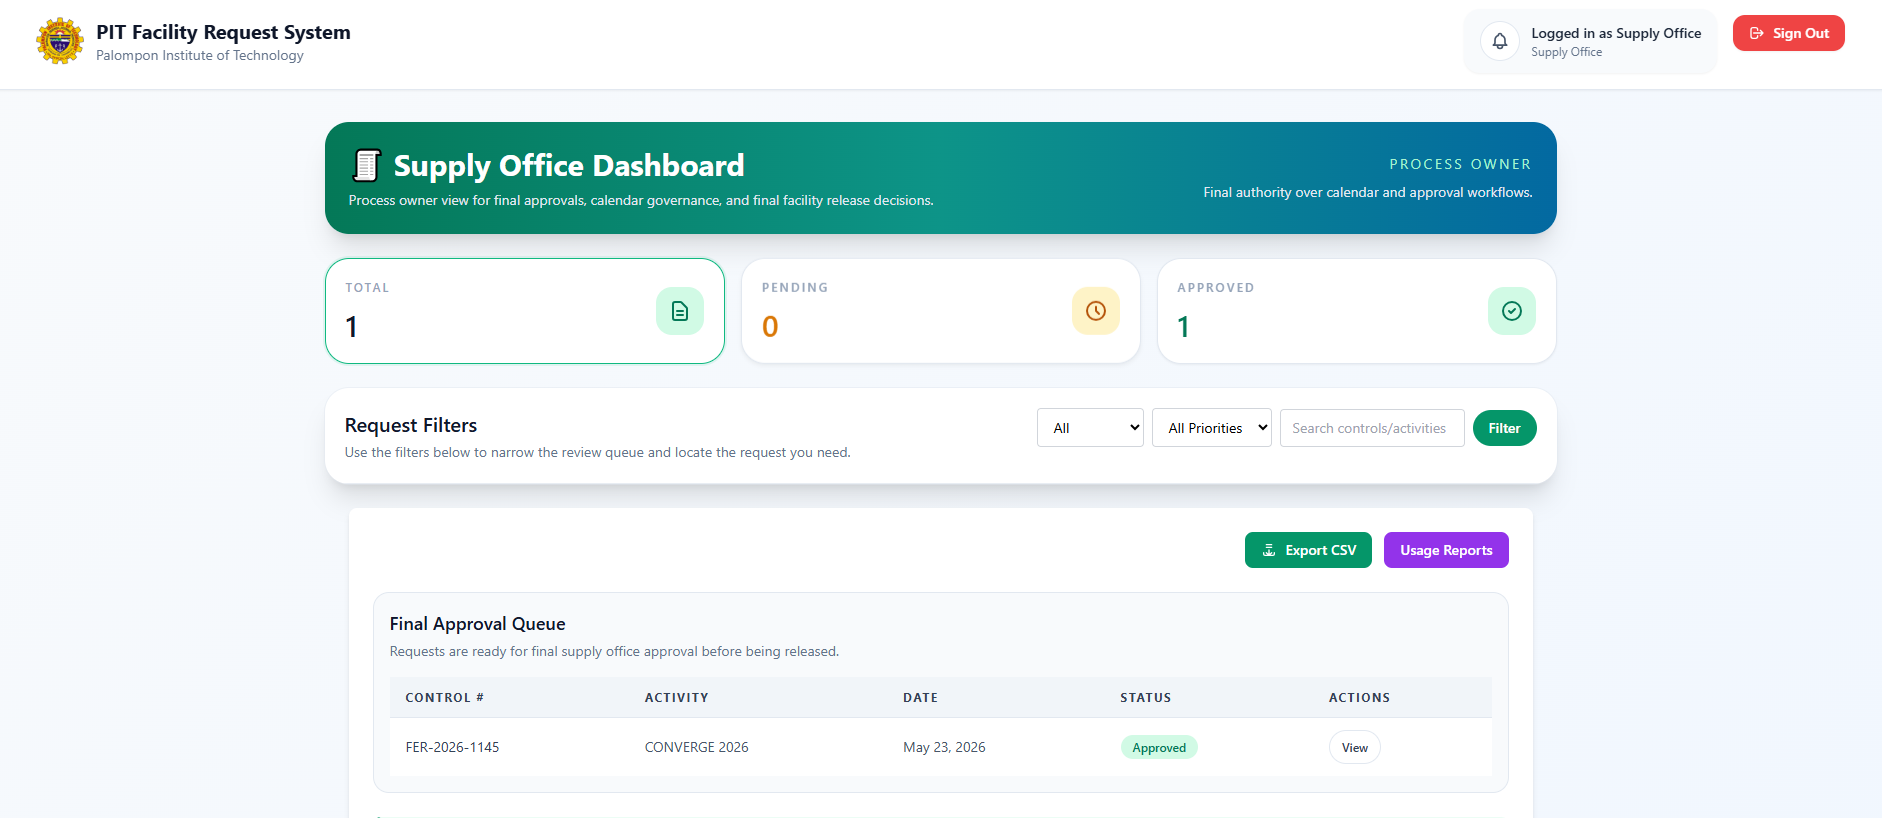 PIT Facility Request System
Palompon Institute of Technology
Logged in as Supply Office
Supply Office
Sign Out
Supply Office Dashboard
Process owner view for final approvals, calendar governance, and final facility release decisions.
PROCESS OWNER
Final authority over calendar and approval workflows.
TOTAL
1
PENDING
0
APPROVED
1
Request Filters
Use the filters below to narrow the review queue and locate the request you need.
All
All Priorities
Search controls/activities
Filter
Export CSV
Usage Reports
Final Approval Queue
Requests are ready for final supply office approval before being released.
CONTROL # ACTIVITY DATE STATUS ACTIONS
FER-2026-1145 CONVERGE 2026 May 23, 2026 Approved View